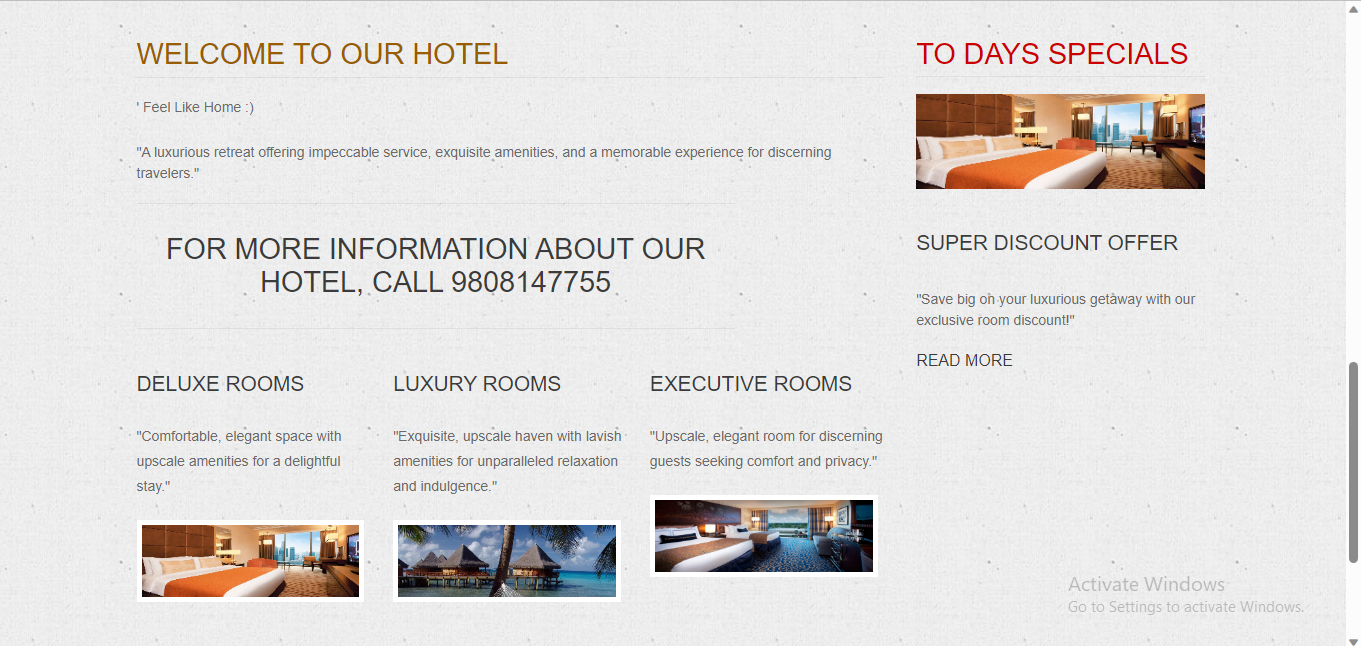 WELCOME TO OUR HOTEL
' Feel Like Home :)
"A luxurious retreat offering impeccable service, exquisite amenities, and a memorable experience for discerning
travelers."
FOR MORE INFORMATION ABOUT OUR
HOTEL, CALL 9808147755
DELUXE ROOMS
"Comfortable, elegant space with
upscale amenities for a delightful
stay."
LUXURY ROOMS
"Exquisite, upscale haven with lavish
amenities for unparalleled relaxation
and indulgence."
EXECUTIVE ROOMS
"Upscale, elegant room for discerning
guests seeking comfort and privacy."
TO DAYS SPECIALS
SUPER DISCOUNT OFFER
"Save big on your luxurious getaway with our
exclusive room discount!"
READ MORE
Activate Windows
Go to Settings to activate Windows.